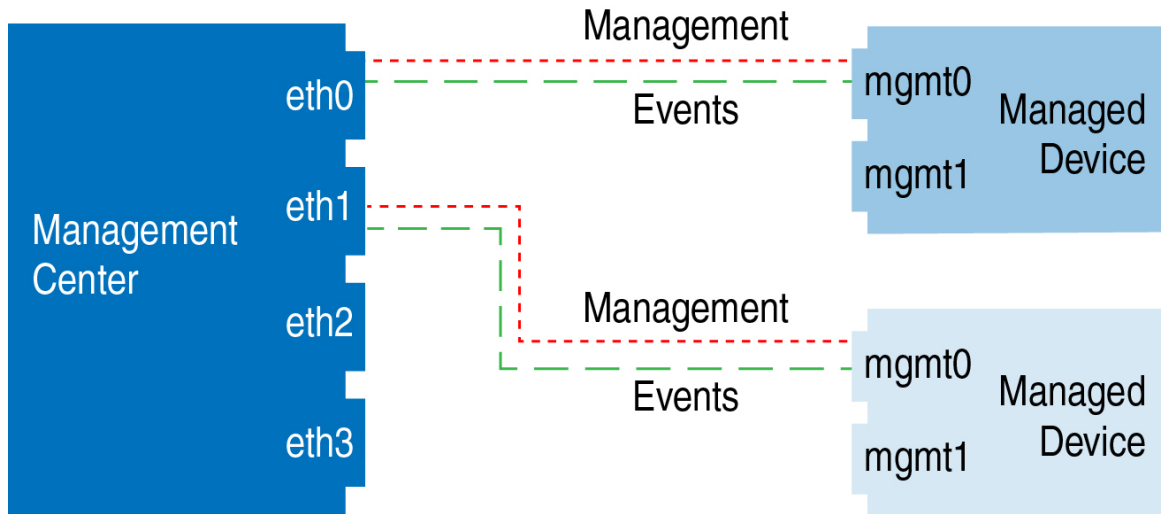 Management
Center
eth0
eth1
eth2
eth3
Management
Events
mgmt0
mgmt1
Managed
Device
Management
Events
mgmt0
mgmt1
Managed
Device